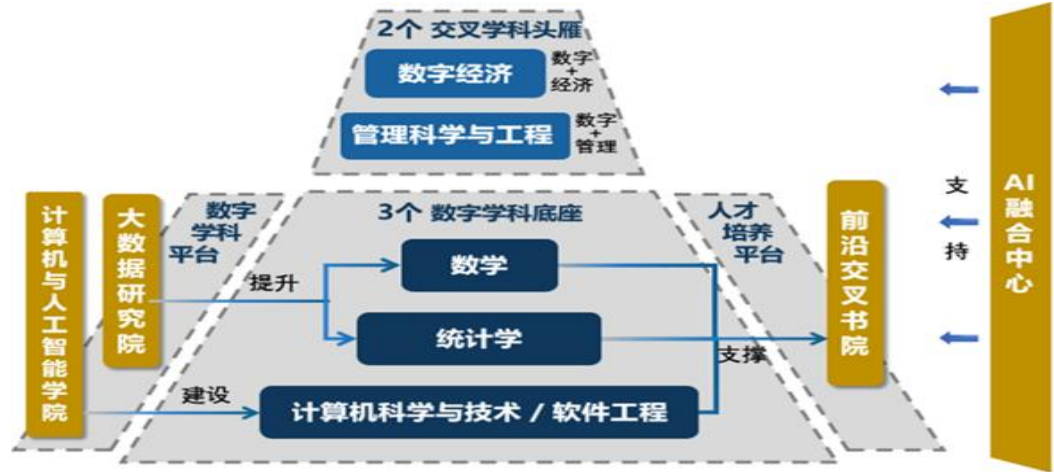 2个 交叉学科头雁
数字经济
数字
+
经济
管理科学与工程
数字
+
管理
计算机与人工智能学院
大数据研究院
数字
学科
平台
3个 数字学科底座
人才
培养
平台
前沿交叉书院
支
持
AI融合中心
数学
提升
统计学
支撑
建设
计算机科学与技术 / 软件工程